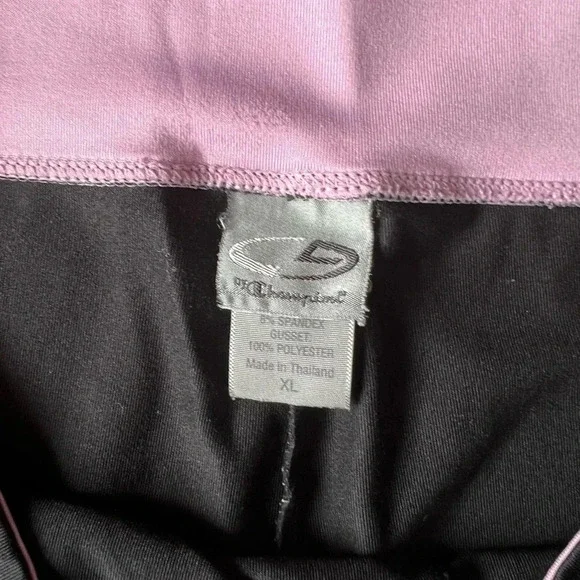 by Champion
8% SPANDEX
GUSSET:
100% POLYESTER
Made in Thailand
XL